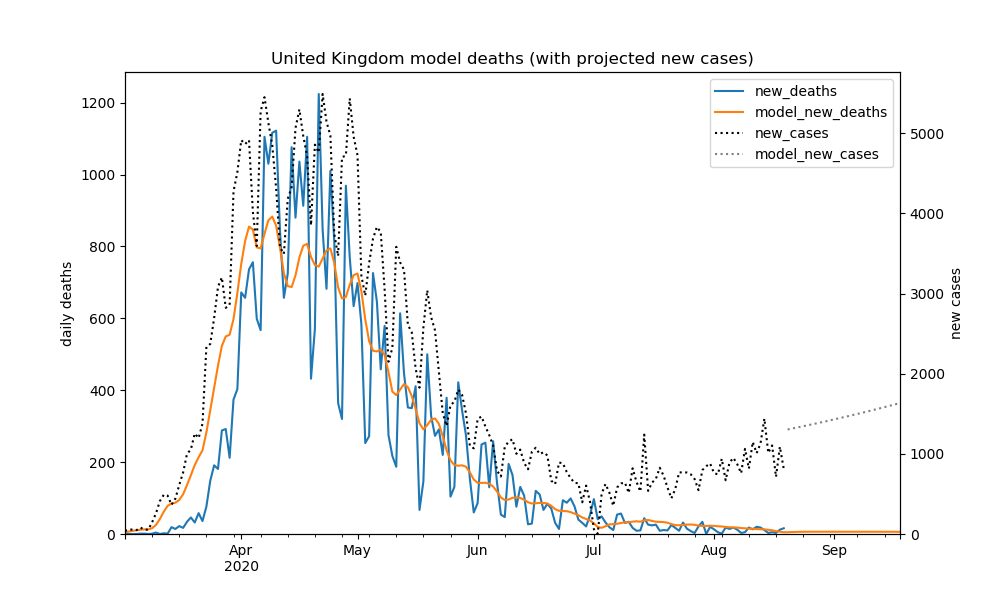 United Kingdom model deaths (with projected new cases)
new_deaths
model_new_deaths
new_cases
model_new_cases
daily deaths
1200
1000
800
600
400
200
0
new cases
5000
4000
3000
2000
1000
0
Apr
2020
May
Jun
Jul
Aug
Sep